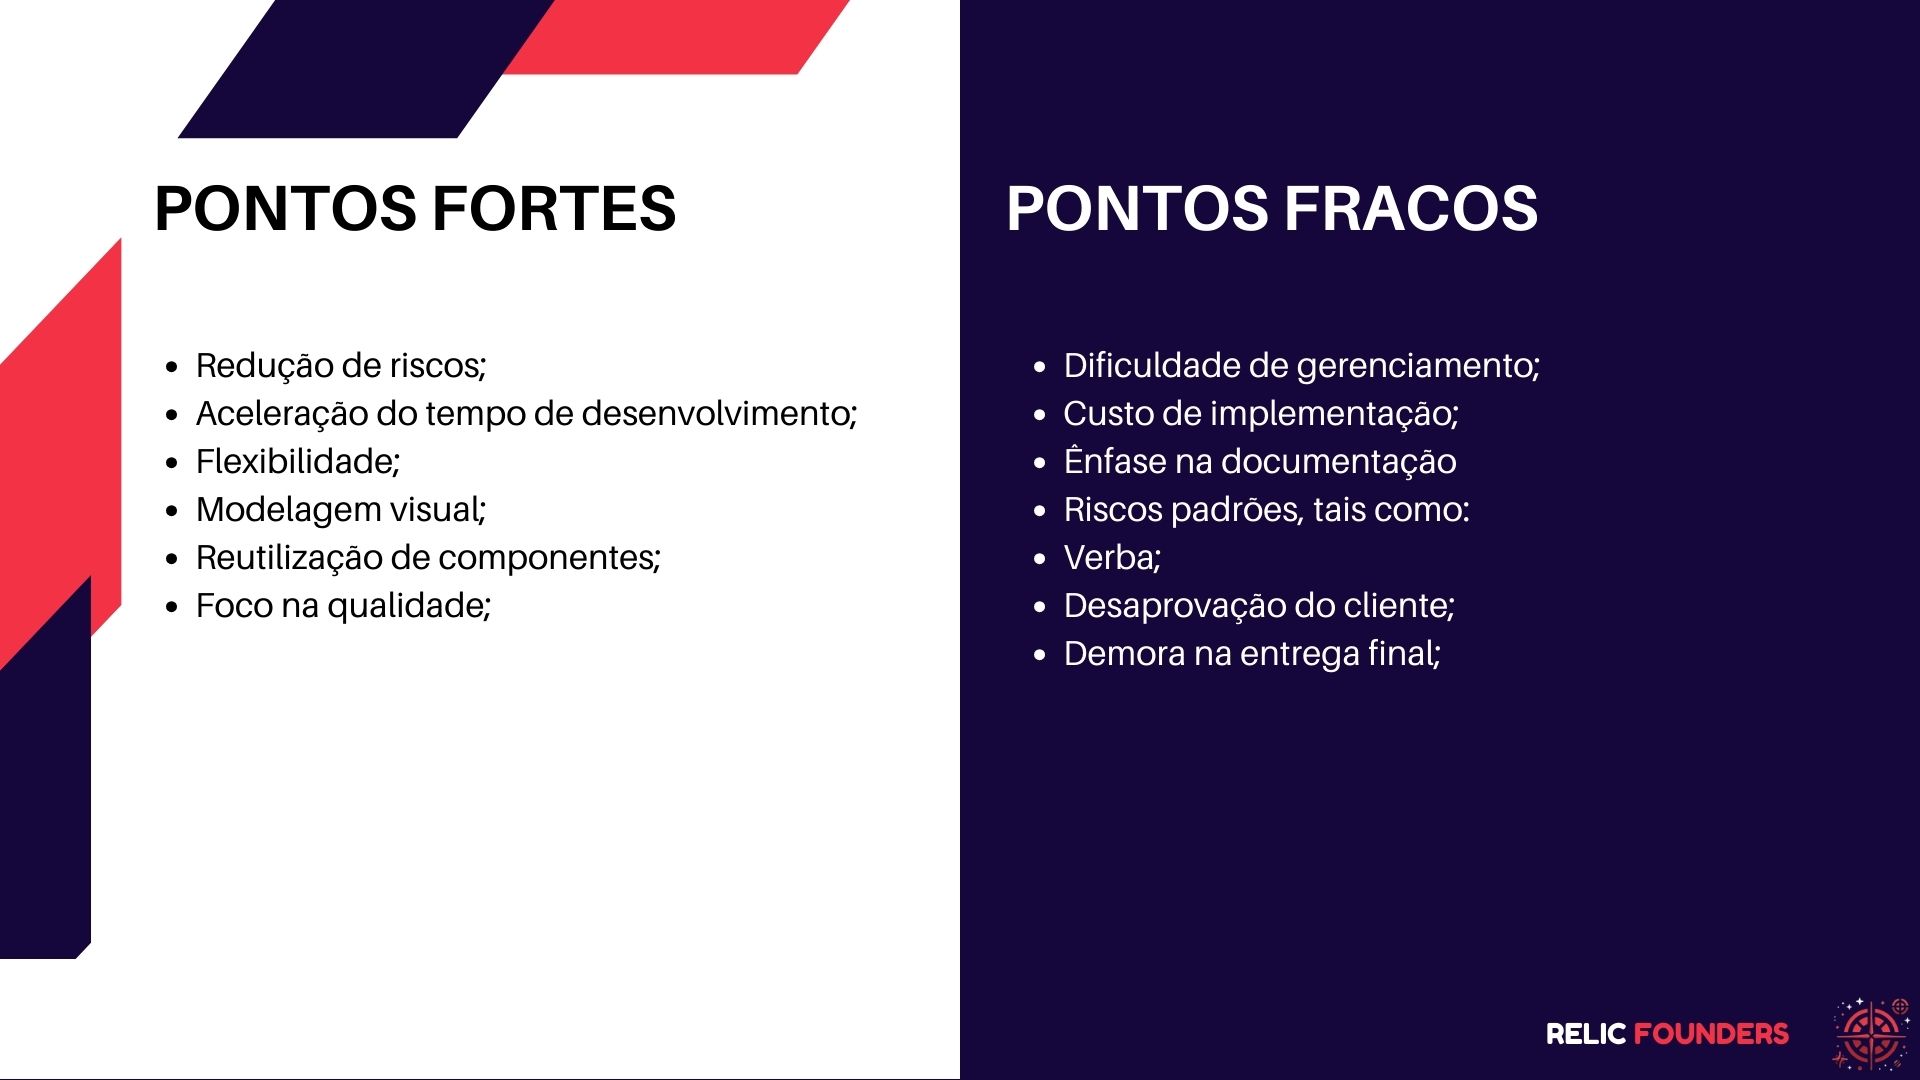 PONTOS FORTES
• Redução de riscos;
• Aceleração do tempo de desenvolvimento;
• Flexibilidade;
• Modelagem visual;
• Reutilização de componentes;
• Foco na qualidade;
PONTOS FRACOS
• Dificuldade de gerenciamento;
• Custo de implementação;
• Ênfase na documentação
• Riscos padrões, tais como:
• Verba;
• Desaprovação do cliente;
• Demora na entrega final;
RELIC FOUNDERS